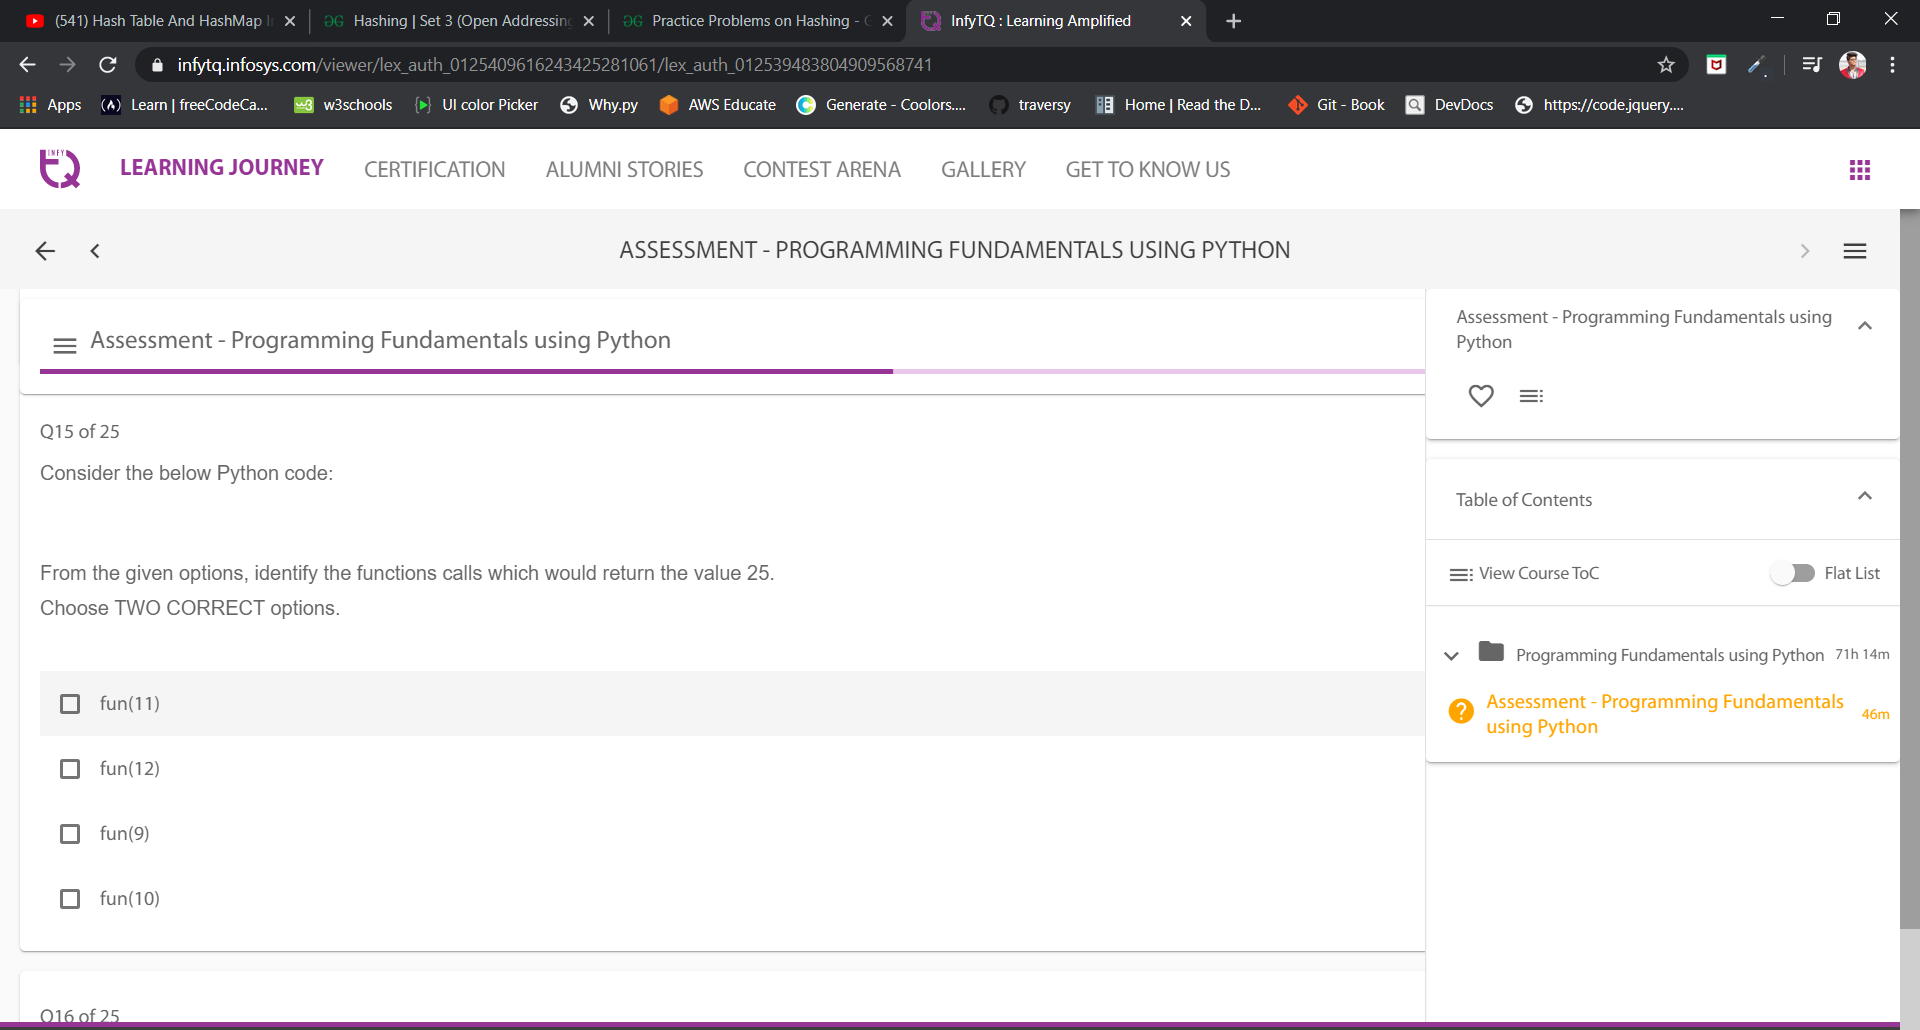 (541) Hash Table And HashMap I
Hashing | Set 3 (Open Addressing
Practice Problems on Hashing - G
InfyTQ : Learning Amplified
infytq.infosys.com/viewer/lex_auth_0125409616243425281061/lex_auth_012539483804909568741
Apps
Learn | freeCodeCa...
w3schools
UI color Picker
Why.py
AWS Educate
Generate - Coolors....
traversy
Home | Read the D...
Git - Book
DevDocs
https://code.jquery....
INFY TQ
LEARNING JOURNEY
CERTIFICATION
ALUMNI STORIES
CONTEST ARENA
GALLERY
GET TO KNOW US
ASSESSMENT - PROGRAMMING FUNDAMENTALS USING PYTHON
Assessment - Programming Fundamentals using Python
Q15 of 25
Consider the below Python code:
From the given options, identify the functions calls which would return the value 25.
Choose TWO CORRECT options.
fun(11)
fun(12)
fun(9)
fun(10)
Q16 of 25
Assessment - Programming Fundamentals using
Python
Table of Contents
View Course ToC
Flat List
Programming Fundamentals using Python 71h 14m
Assessment - Programming Fundamentals
using Python
46m